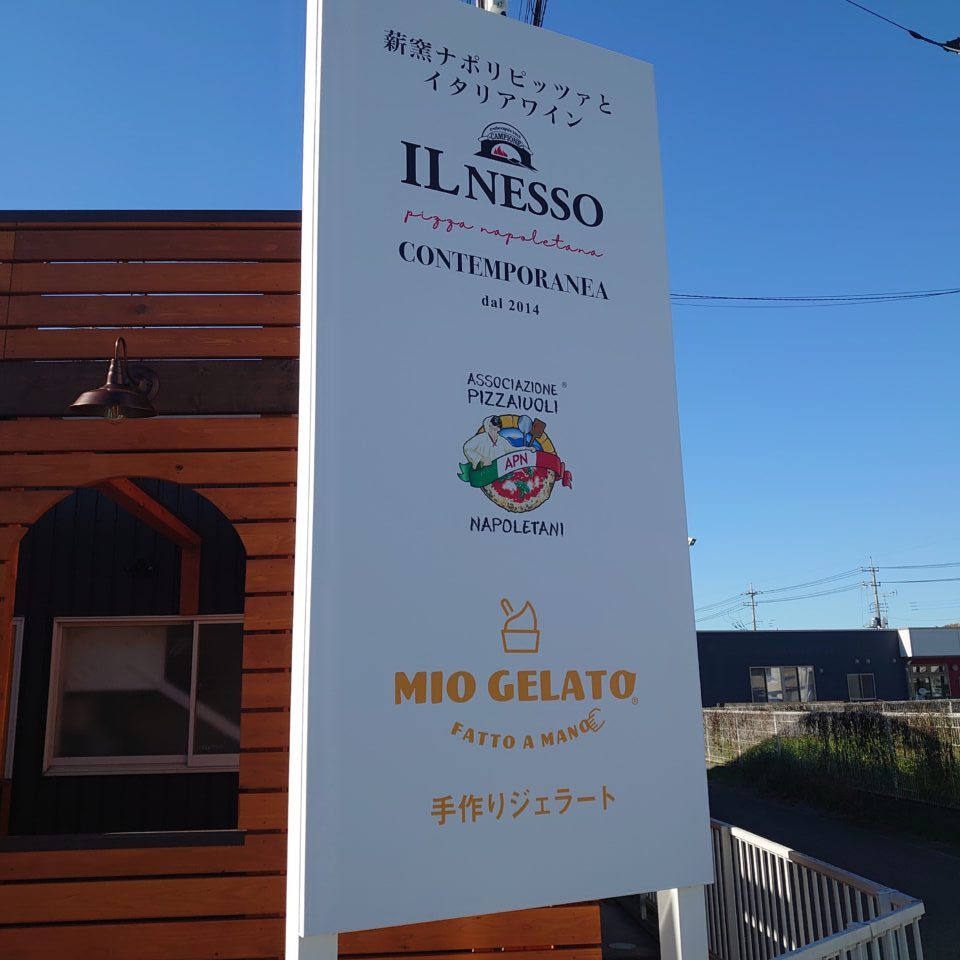 薪窯ナポリピッツァと
イタリアワイン
CAMPIONE
IL NESSO
pizza napoletana
CONTEMPORANEA
dal 2014
ASSOCIAZIONE ®
PIZZAIUOLI
APN
NAPOLETANI
MIO GELATO ®
FATTO A MANO
手作りジェラート